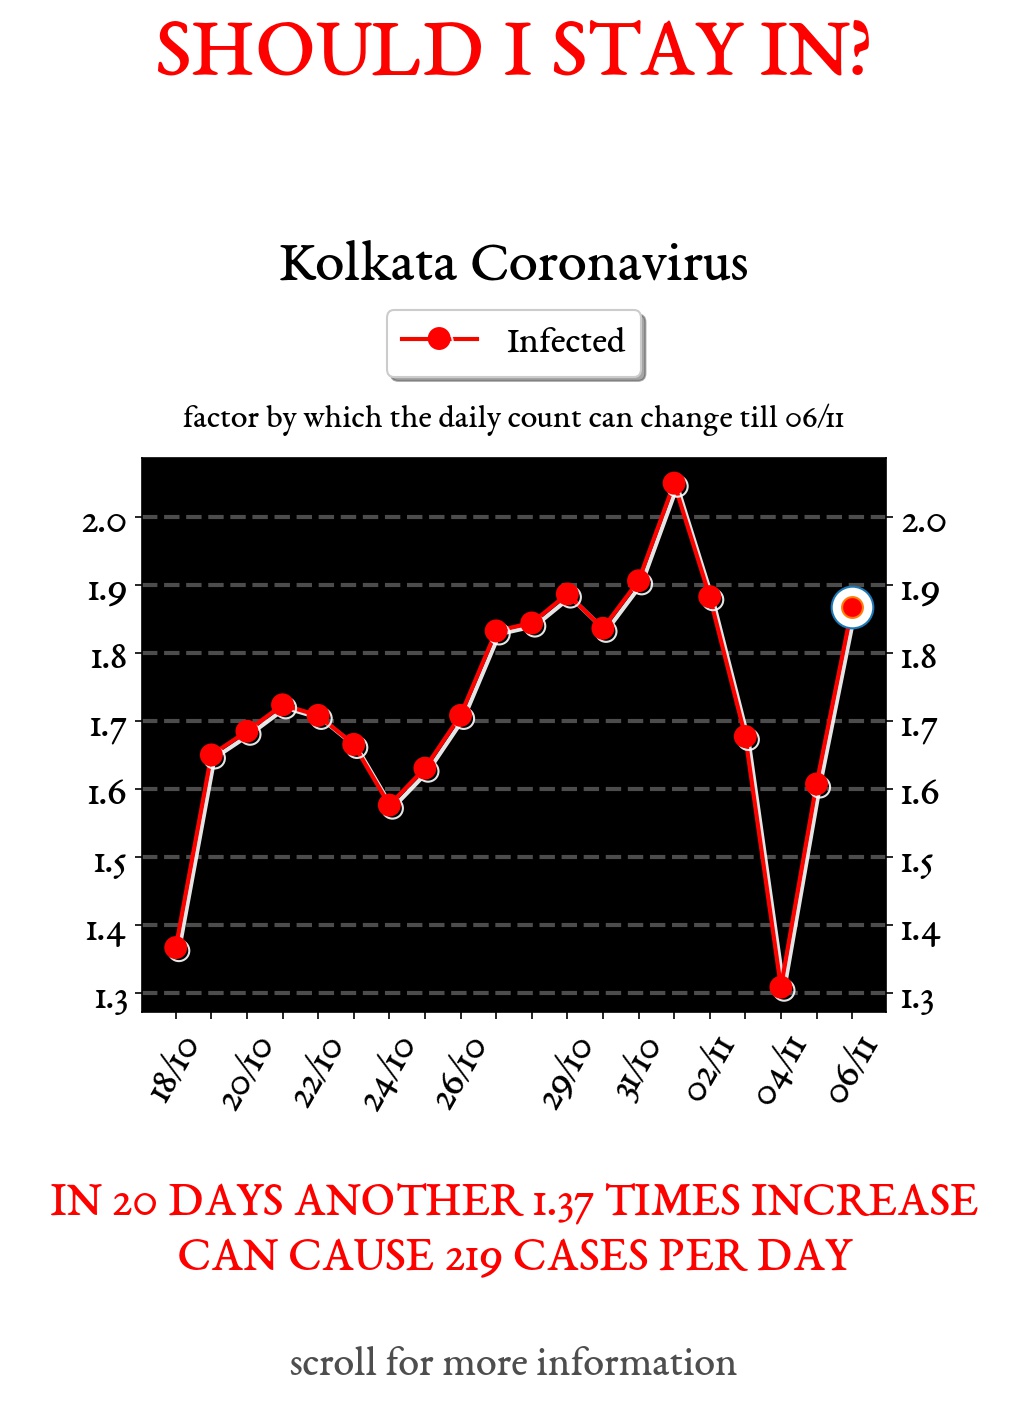 SHOULD I STAY IN?
Kolkata Coronavirus
Infected
factor by which the daily count can change till 06/11
2.0 2.0
1.9 1.9
1.8 1.8
1.7 1.7
1.6 1.6
1.5 1.5
1.4 1.4
1.3 1.3
18/10 20/10 22/10 24/10 26/10 29/10 31/10 02/11 04/11 06/11
IN 20 DAYS ANOTHER 1.37 TIMES INCREASE
CAN CAUSE 219 CASES PER DAY
scroll for more information